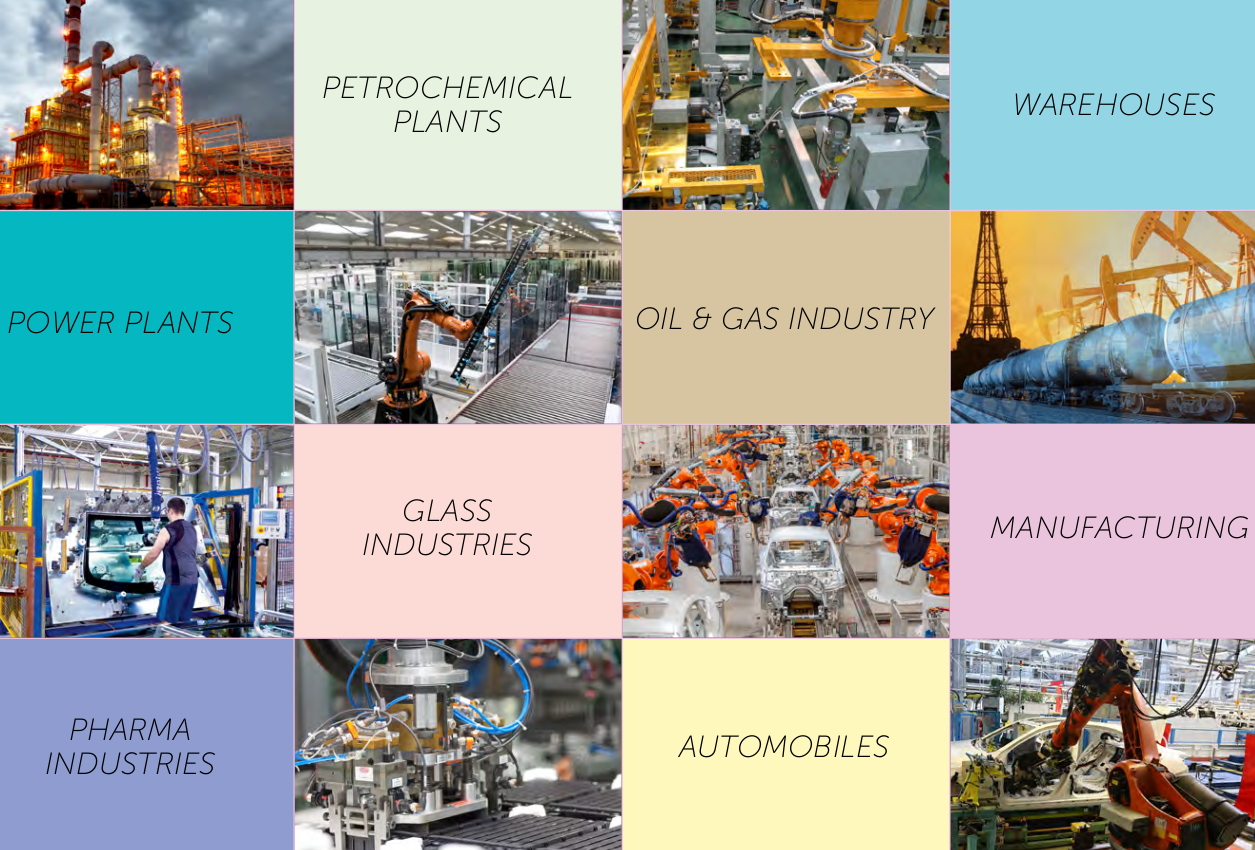 PETROCHEMICAL
PLANTS
WAREHOUSES
POWER PLANTS
OIL & GAS INDUSTRY
GLASS
INDUSTRIES
MANUFACTURING
PHARMA
INDUSTRIES
AUTOMOBILES